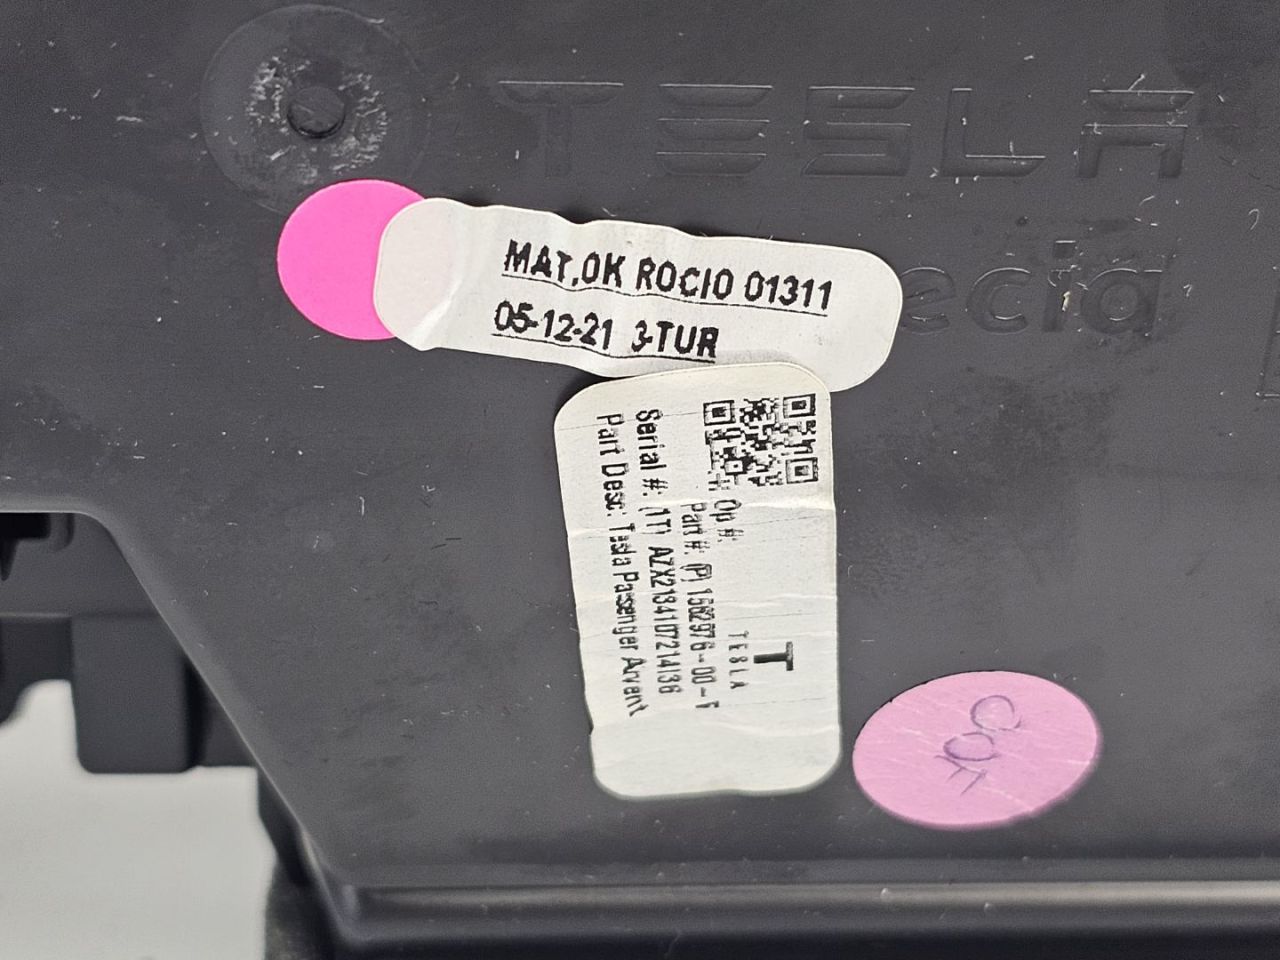 TESLA
ecia
MAT,OK ROCIO 01311
05-12-21 3-TUR
TESLA
Op #:
Part #: (P) 1562976-00-F
Serial #: (1T) AZX2134107214136
Part Desc: Tesla Passenger Airvent